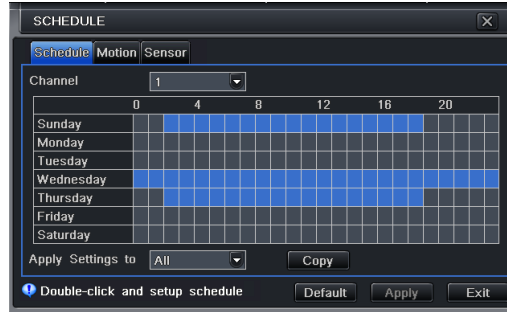 SCHEDULE
Schedule Motion Sensor
Channel 1
0 4 8 12 16 20
Sunday
Monday
Tuesday
Wednesday
Thursday
Friday
Saturday
Apply Settings to All Copy
Double-click and setup schedule Default Apply Exit